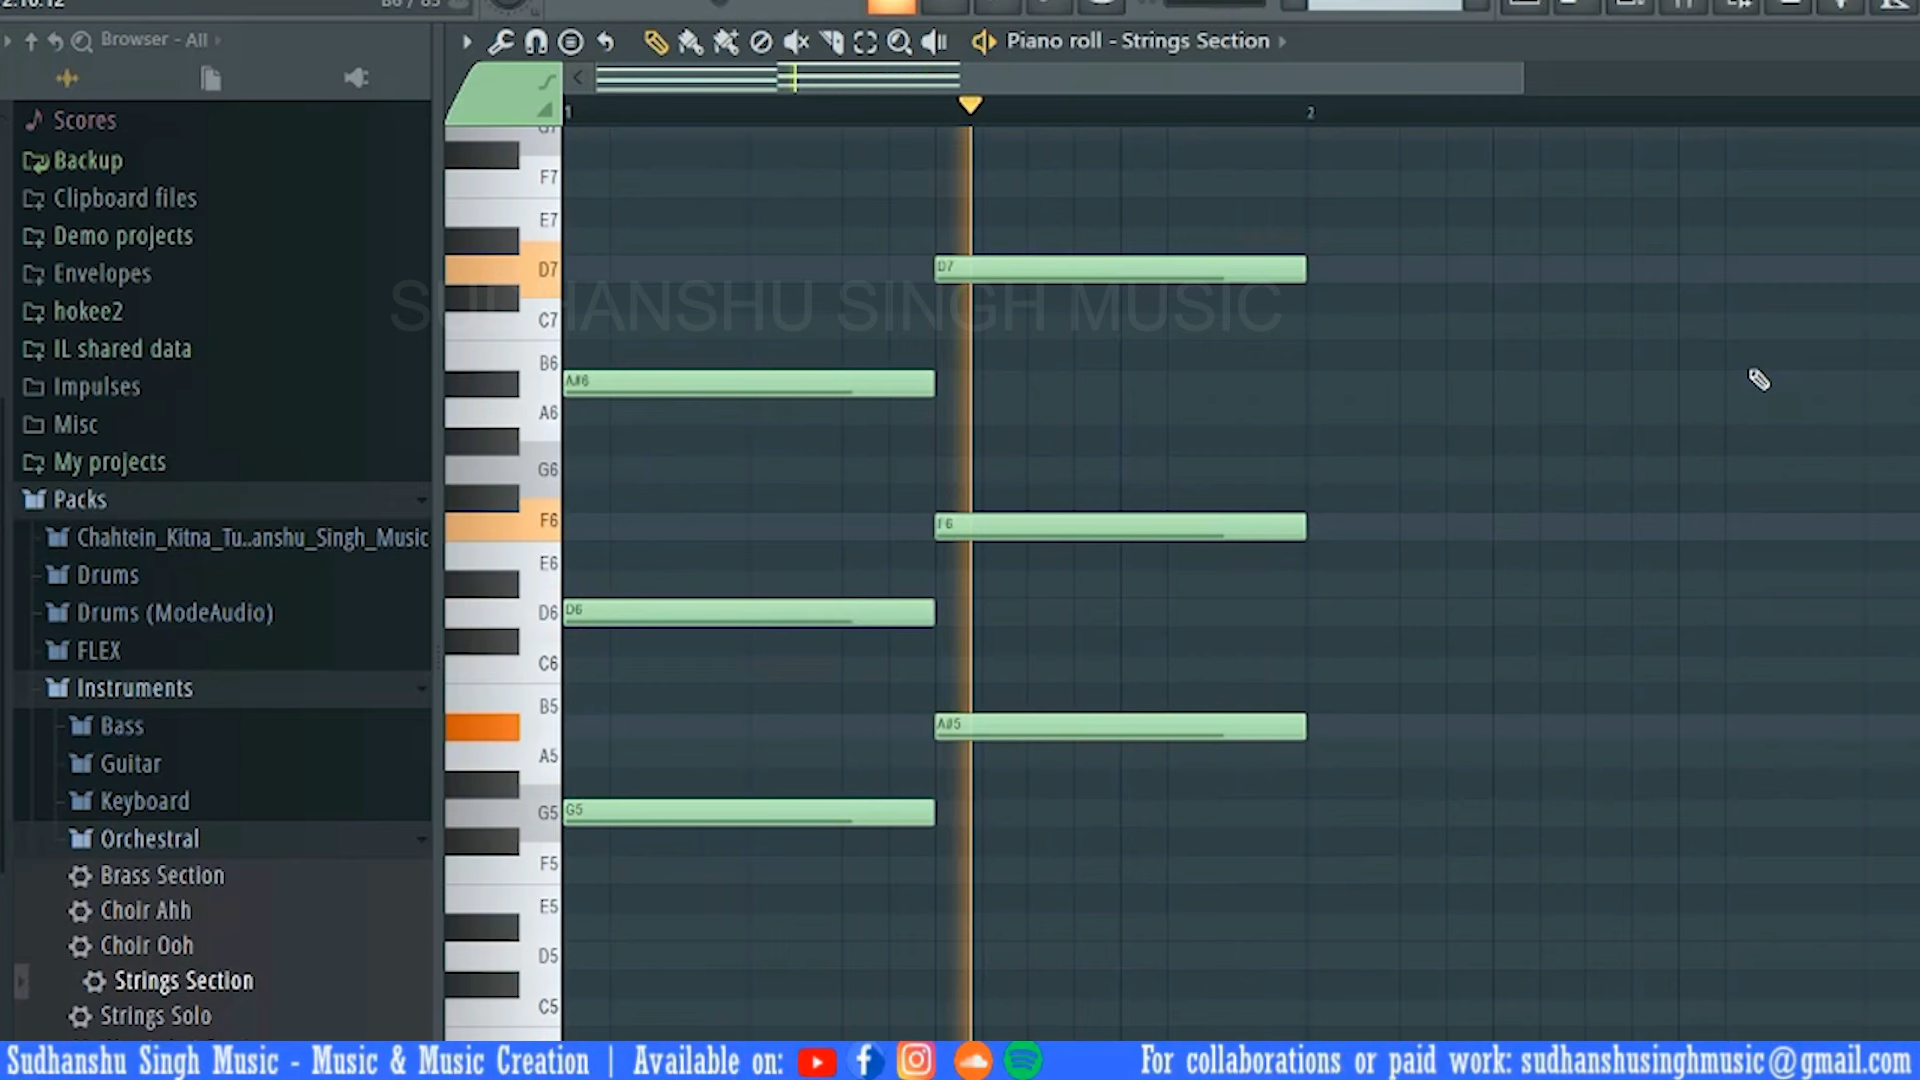 Browser - All
Piano roll - Strings Section
1
2
Scores
Backup
Clipboard files
Demo projects
Envelopes
hokee2
IL shared data
Impulses
Misc
My projects
Packs
Chahtein_Kitna_Tu..anshu_Singh_Music
Drums
Drums (ModeAudio)
FLEX
Instruments
Bass
Guitar
Keyboard
Orchestral
Brass Section
Choir Ahh
Choir Ooh
Strings Section
Strings Solo
F7
E7
D7
C7
B6
A6
G6
F6
E6
D6
C6
B5
A5
G5
F5
E5
D5
C5
D7
SUDHANSHU SINGH MUSIC
A#6
F6
D6
A#5
G5
Sudhanshu Singh Music - Music & Music Creation | Available on:
For collaborations or paid work: sudhanshusinghmusic@gmail.com